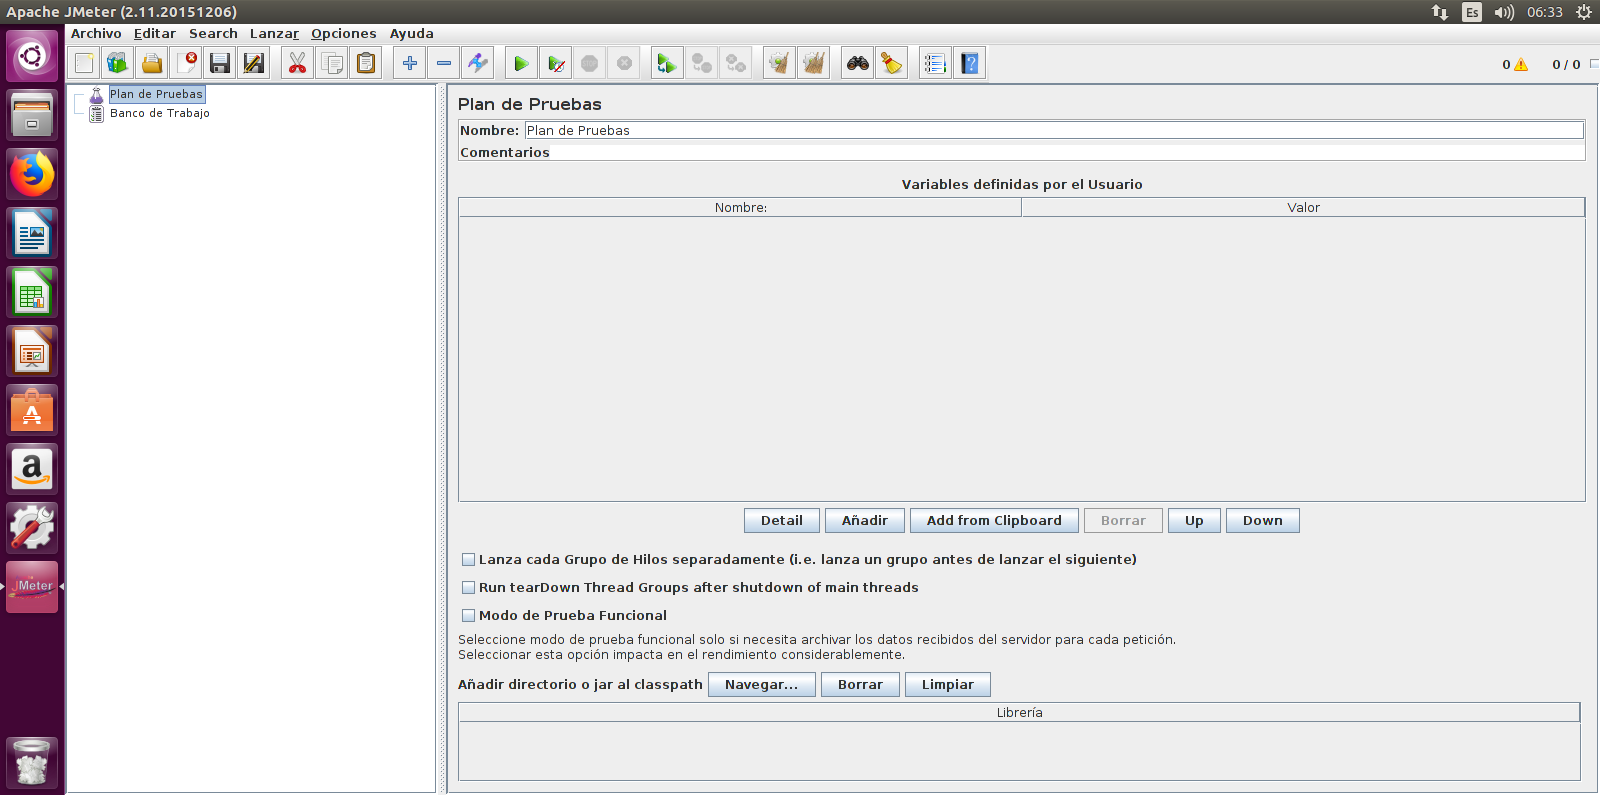 Apache JMeter (2.11.20151206)
Es
06:33
Archivo Editar Search Lanzar Opciones Ayuda
0
0 / 0
Plan de Pruebas
Banco de Trabajo
Plan de Pruebas
Nombre: Plan de Pruebas
Comentarios
Variables definidas por el Usuario
Nombre: Valor
Detail Añadir Add from Clipboard Borrar Up Down
Lanza cada Grupo de Hilos separadamente (i.e. lanza un grupo antes de lanzar el siguiente)
Run tearDown Thread Groups after shutdown of main threads
Modo de Prueba Funcional
Seleccione modo de prueba funcional solo si necesita archivar los datos recibidos del servidor para cada petición.
Seleccionar esta opción impacta en el rendimiento considerablemente.
Añadir directorio o jar al classpath Navegar... Borrar Limpiar
Librería
JMeter